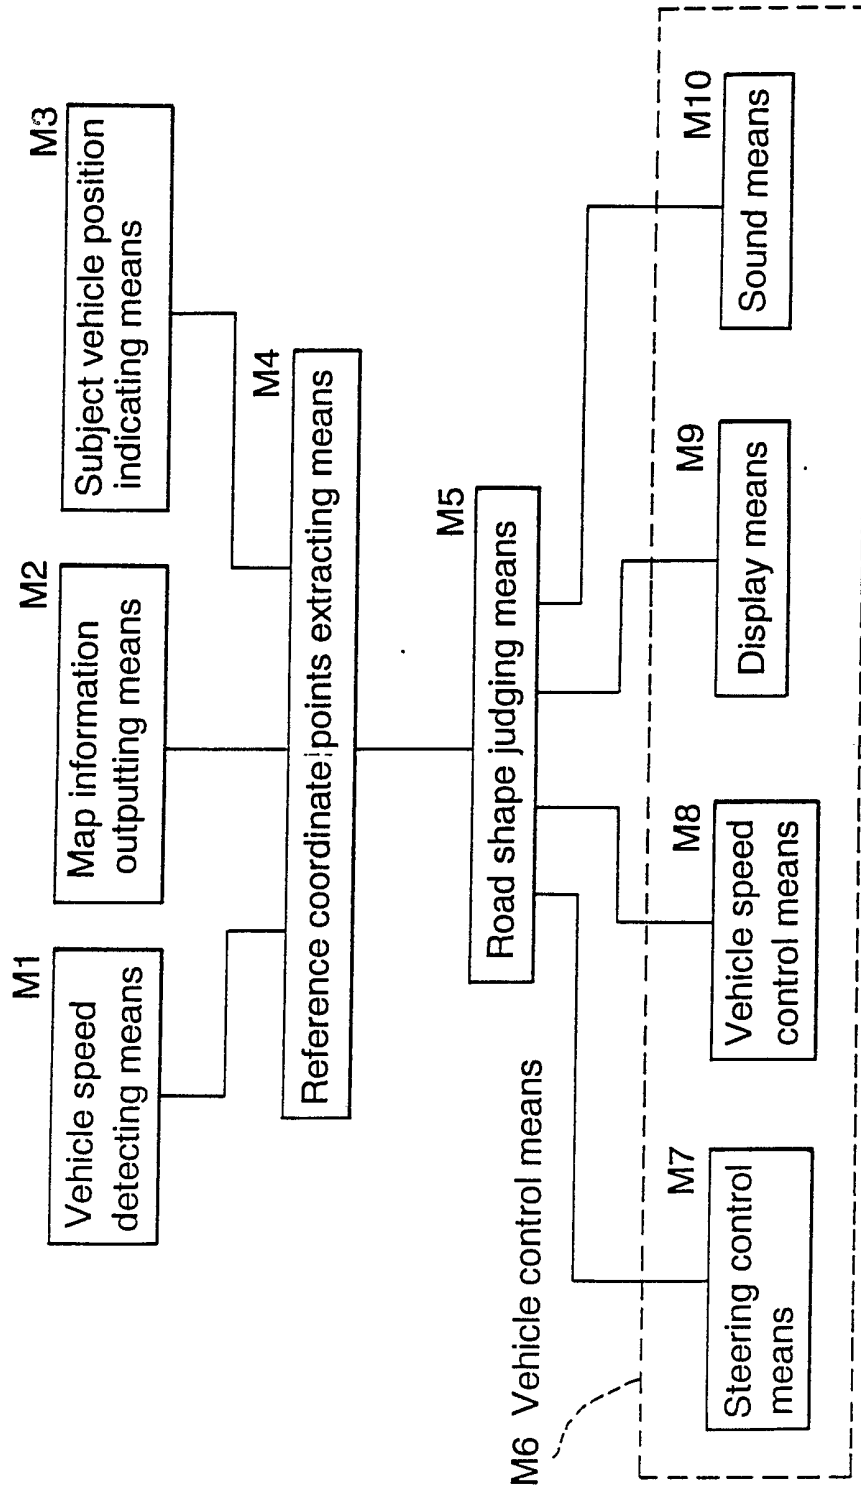 M1
Vehicle speed
detecting means
M2
Map information
outputting means
M3
Subject vehicle position
indicating means
M4
Reference coordinate points extracting means
M5
Road shape judging means
M6 Vehicle control means
M7
Steering control
means
M8
Vehicle speed
control means
M9
Display means
M10
Sound means